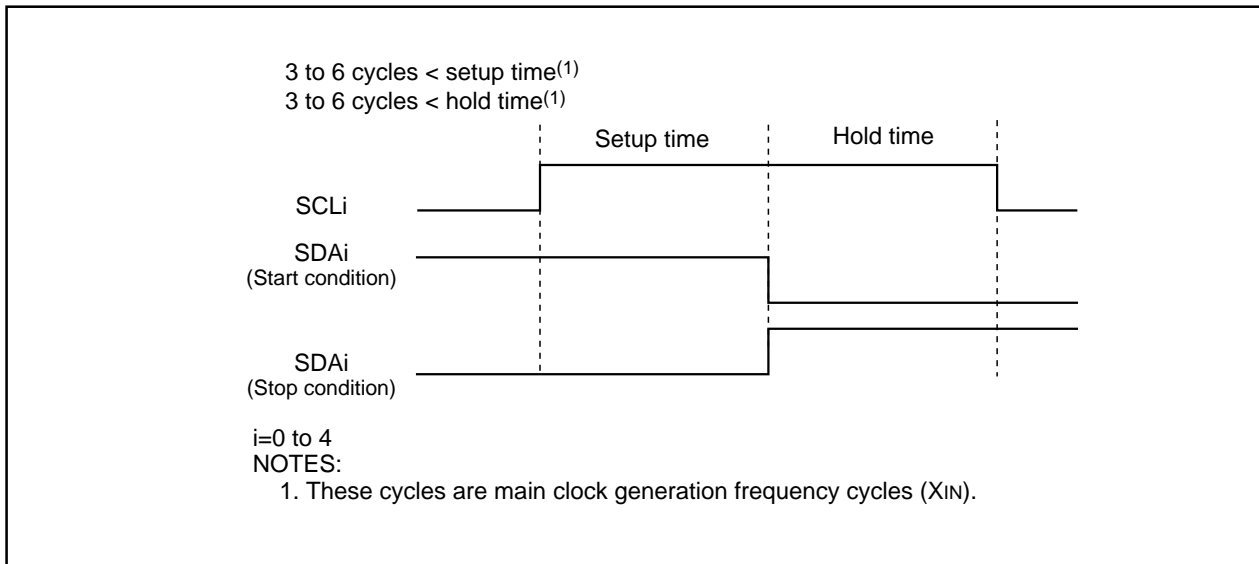 3 to 6 cycles < setup time(1)
3 to 6 cycles < hold time(1)
Setup time
Hold time
SCLi
SDAi
(Start condition)
SDAi
(Stop condition)
i=0 to 4
NOTES:
1. These cycles are main clock generation frequency cycles (XIN).